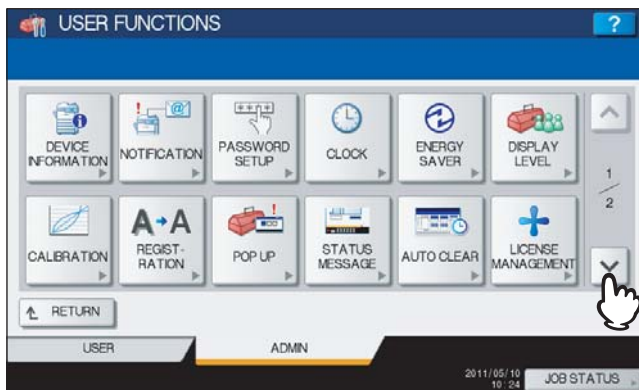 USER FUNCTIONS
?
DEVICE
INFORMATION
NOTIFICATION
PASSWORD
SETUP
CLOCK
ENERGY
SAVER
DISPLAY
LEVEL
CALIBRATION
REGIST-
RATION
POP UP
STATUS
MESSAGE
AUTO CLEAR
LICENSE
MANAGEMENT
! @
****
A→A
!
1
2
RETURN
USER
ADMIN
2011/05/10
10:24
JOB STATUS